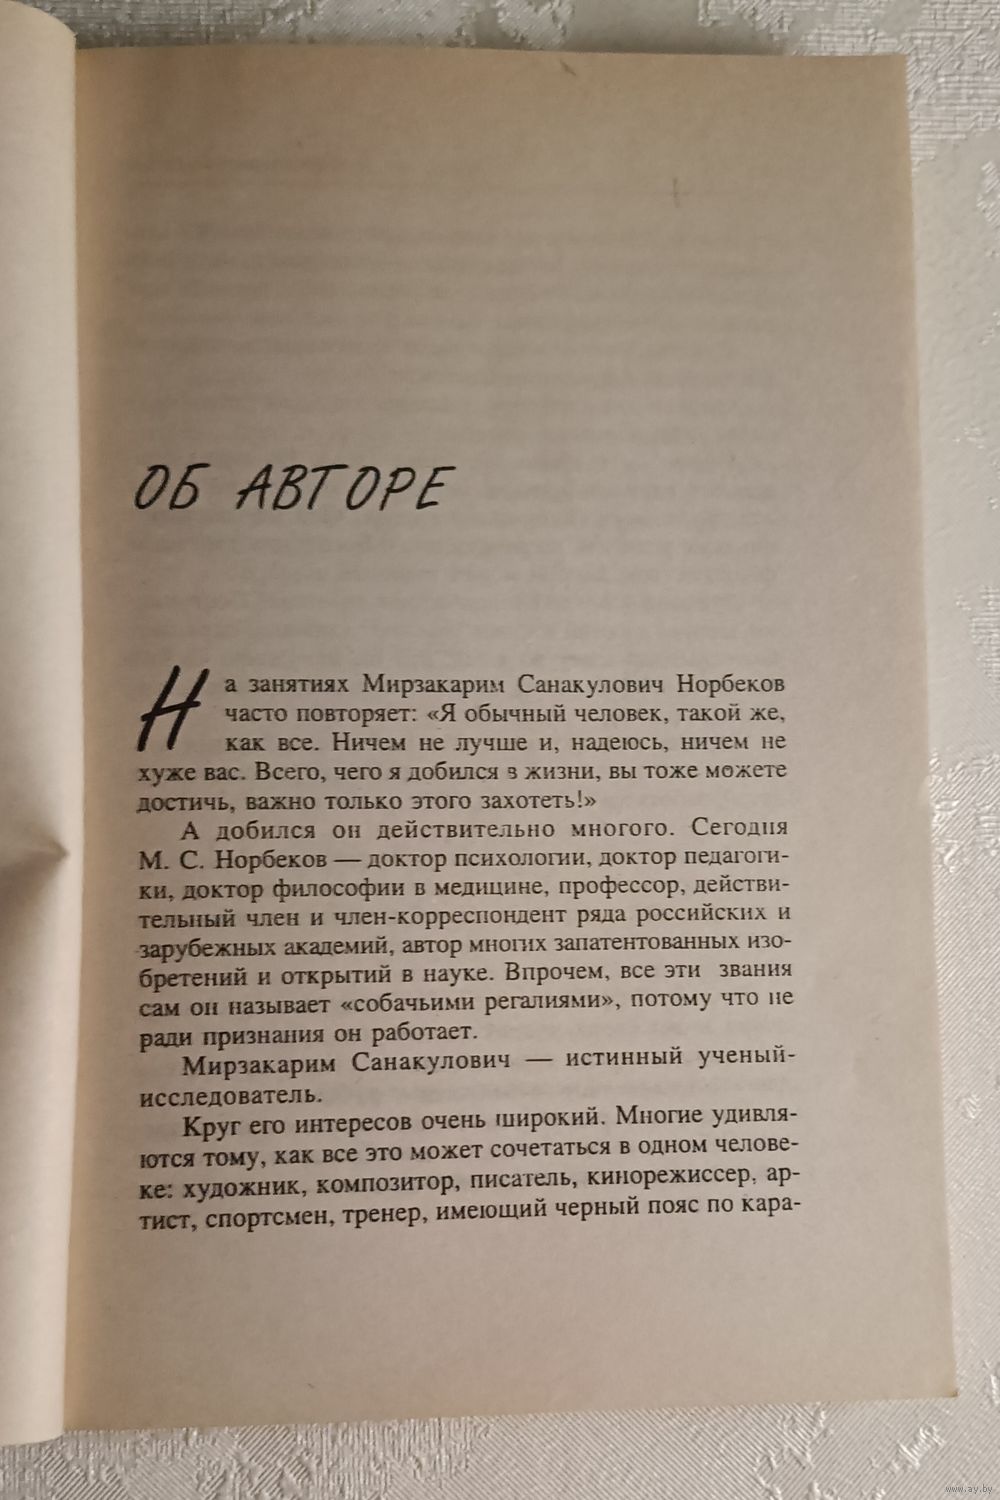 ОБ АВТОРЕ
На занятиях Мирзакарим Санакулович Норбеков
часто повторяет: «Я обычный человек, такой же,
как все. Ничем не лучше и, надеюсь, ничем не
хуже вас. Всего, чего я добился в жизни, вы тоже можете
достичь, важно только этого захотеть!»
А добился он действительно многого. Сегодня
М. С. Норбеков — доктор психологии, доктор педагоги-
ки, доктор философии в медицине, профессор, действи-
тельный член и член-корреспондент ряда российских и
зарубежных академий, автор многих запатентованных изо-
бретений и открытий в науке. Впрочем, все эти звания
сам он называет «собачьими регалиями», потому что не
ради признания он работает.
Мирзакарим Санакулович — истинный ученый-
исследователь.
Круг его интересов очень широкий. Многие удивля-
ются тому, как все это может сочетаться в одном челове-
ке: художник, композитор, писатель, кинорежиссер, ар-
тист, спортсмен, тренер, имеющий черный пояс по кара-
www.ay.by